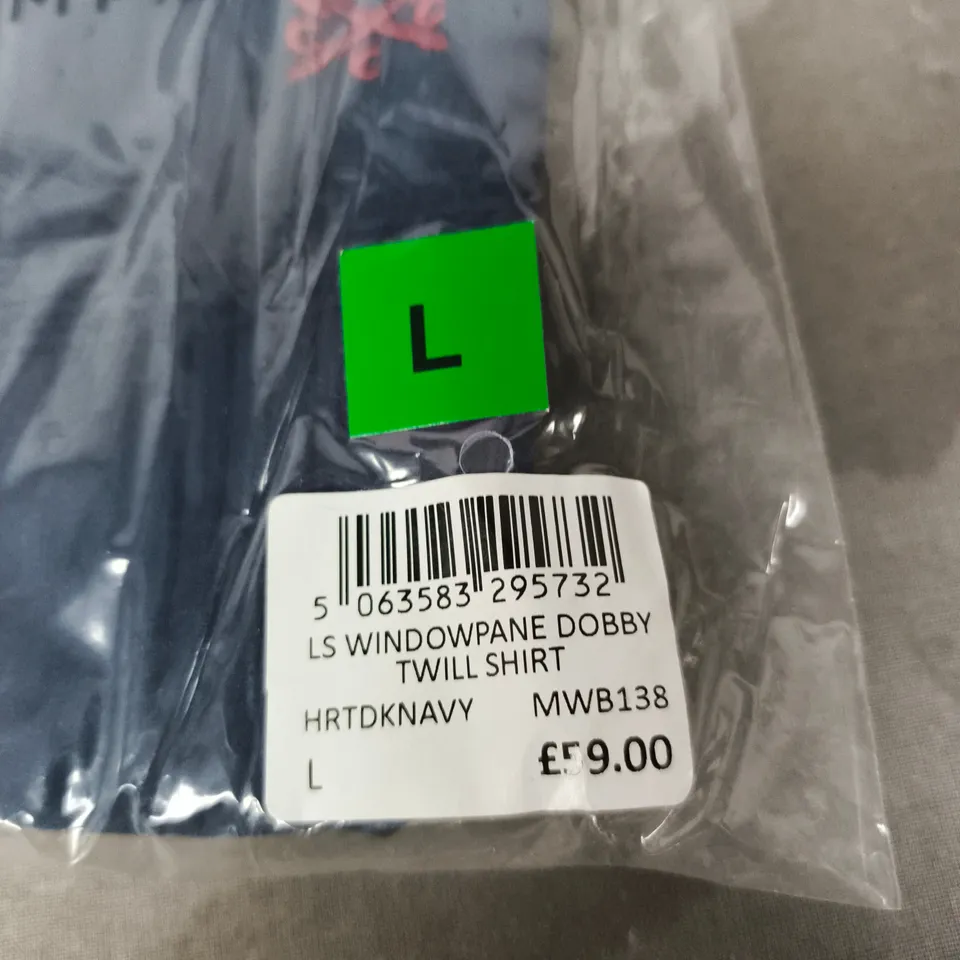 L
5 063583 295732
LS WINDOWPANE DOBBY
TWILL SHIRT
HRTDKNAVY MWB138
L £59.00